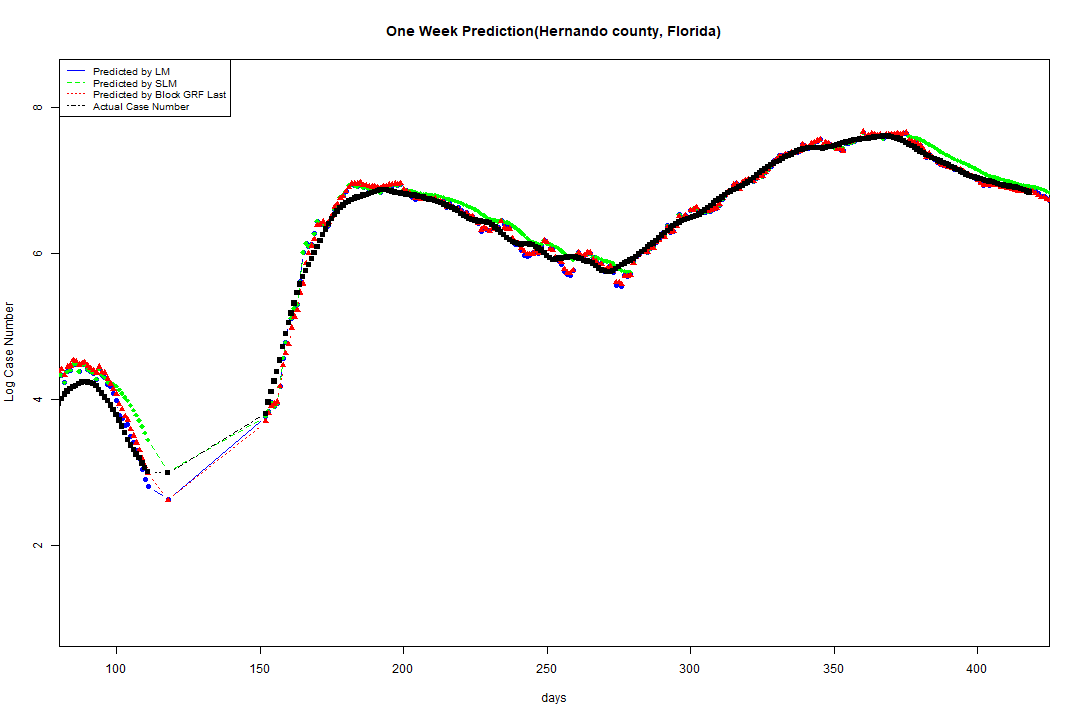 One Week Prediction(Hernando county, Florida)
Predicted by LM
Predicted by SLM
Predicted by Block GRF Last
Actual Case Number
8
6
4
2
Log Case Number
100 150 200 250 300 350 400
days